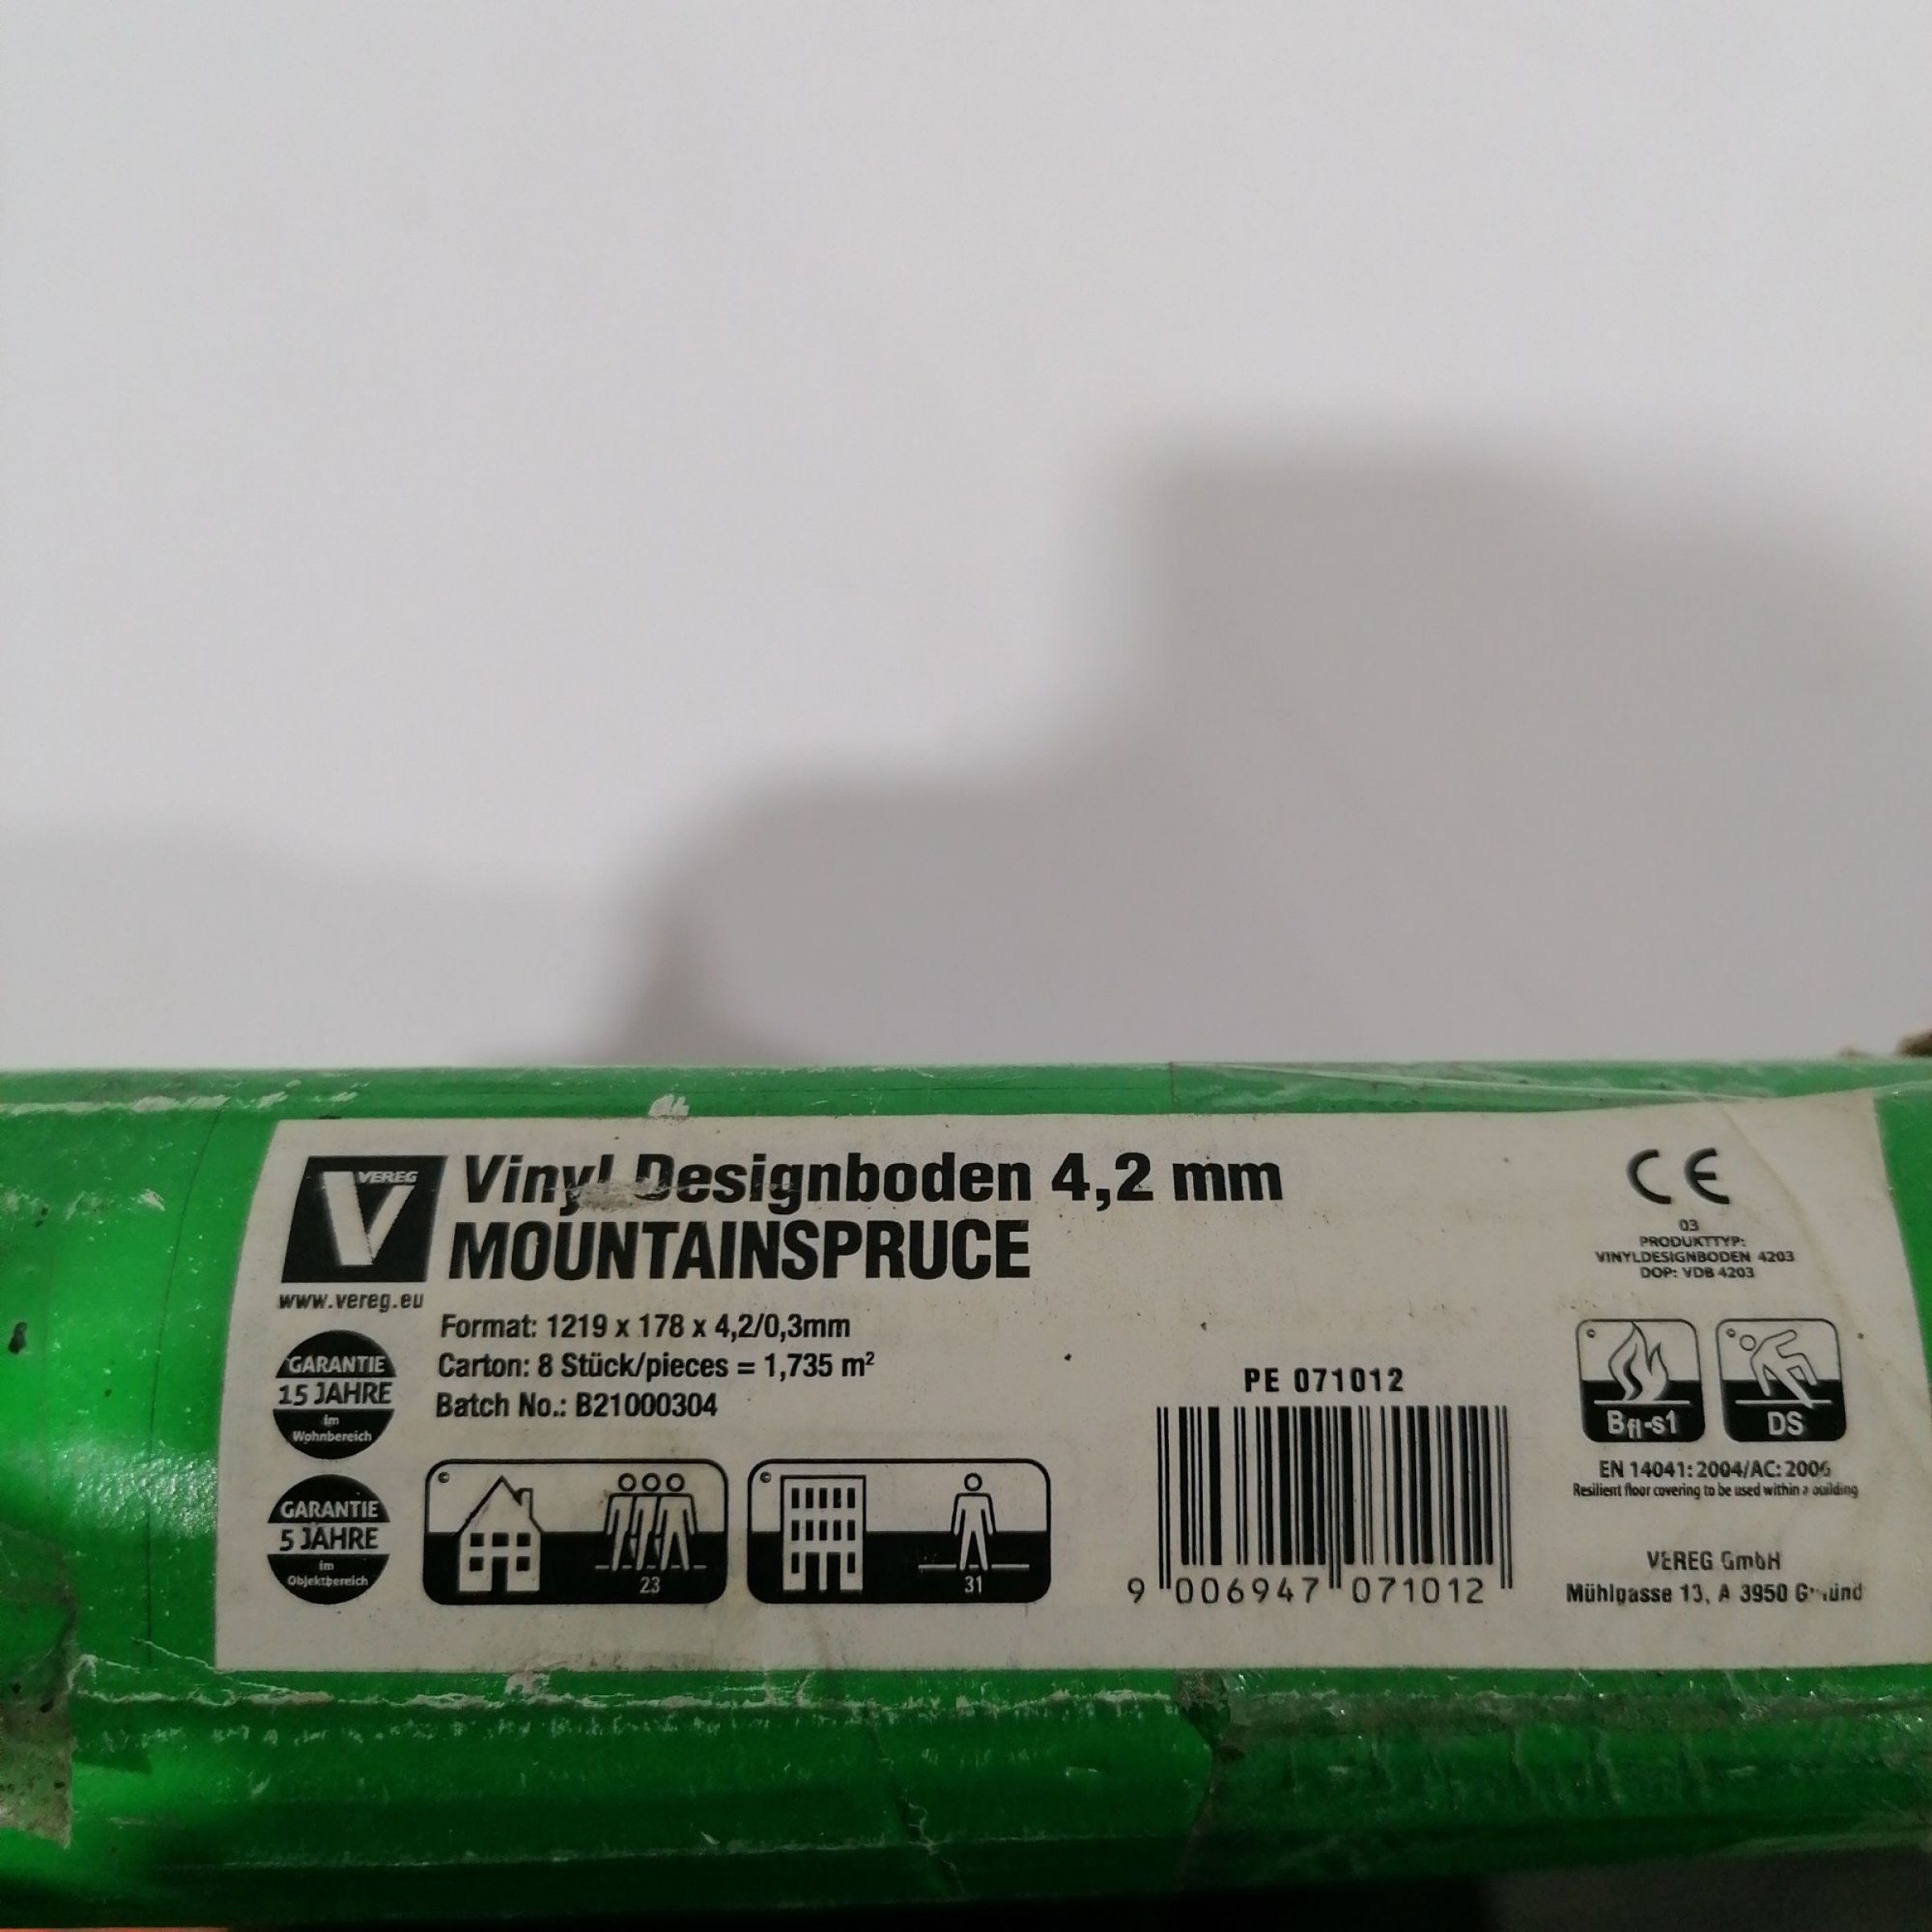 VEREG
V
Vinyl Designboden 4,2 mm
MOUNTAINSPRUCE
www.vereg.eu
Format: 1219 x 178 x 4,2/0,3mm
Carton: 8 Stück/pieces = 1,735 m²
Batch No.: B21000304
GARANTIE
15 JAHRE
im
Wohnbereich
GARANTIE
5 JAHRE
im
Objektbereich
23
31
PE 071012
9 006947 071012
CE
03
PRODUKTTYP:
VINYLDESIGNBODEN 4203
DOP: VDB 4203
Bfl-s1
DS
EN 14041: 2004/AC: 2006
Resilient floor covering to be used within a building
VEREG GmbH
Mühlgasse 13, A 3950